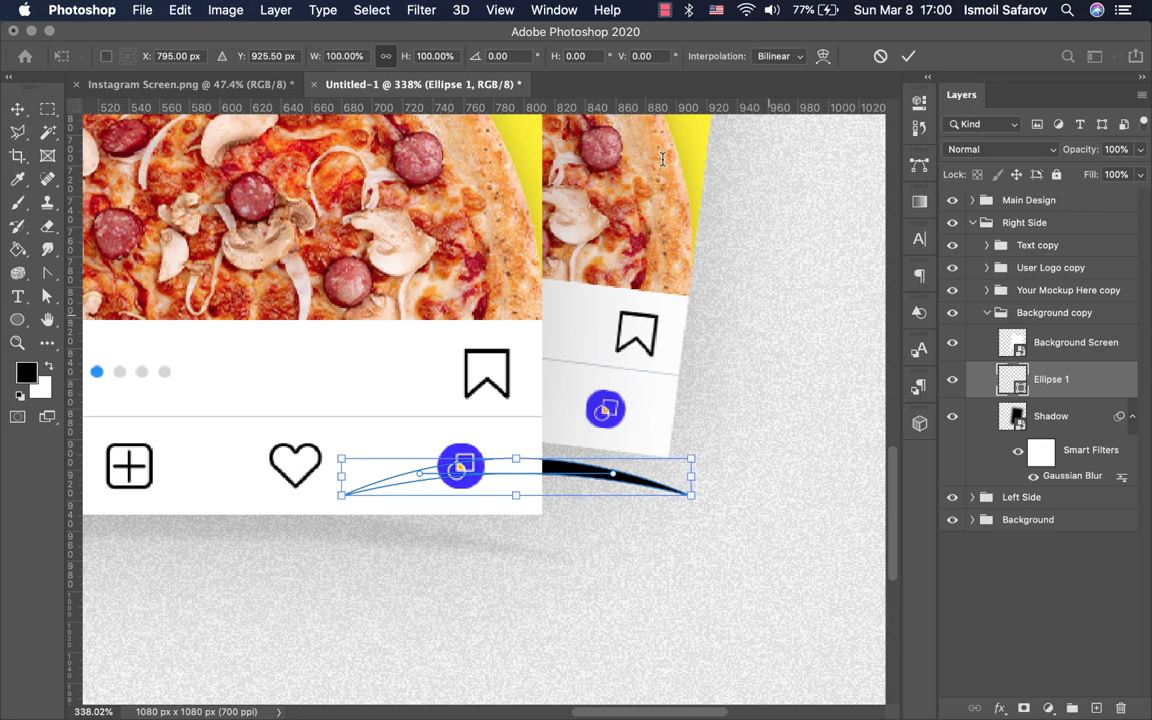 Photoshop File Edit Image Layer Type Select Filter 3D View Window Help 77% Sun Mar 8 17:00 Ismoil Safarov
Adobe Photoshop 2020
X: 795.00 px Y: 925.50 px W: 100.00% H: 100.00% 0.00 ° H: 0.00 ° V: 0.00 ° Interpolation: Bilinear
Instagram Screen.png @ 47.4% (RGB/8) *
Untitled-1 @ 338% (Ellipse 1, RGB/8) *
520 540 560 580 600 620 640 660 680 700 720 740 760 780 800 820 840 860 880 900 920 940 960 980 1000 1020
Layers
Kind
Normal Opacity: 100%
Lock: Fill: 100%
Main Design
Right Side
Text copy
User Logo copy
Your Mockup Here copy
Background copy
Background Screen
Ellipse 1
Shadow
Smart Filters
Gaussian Blur
Left Side
Background
338.02% 1080 px x 1080 px (700 ppi)